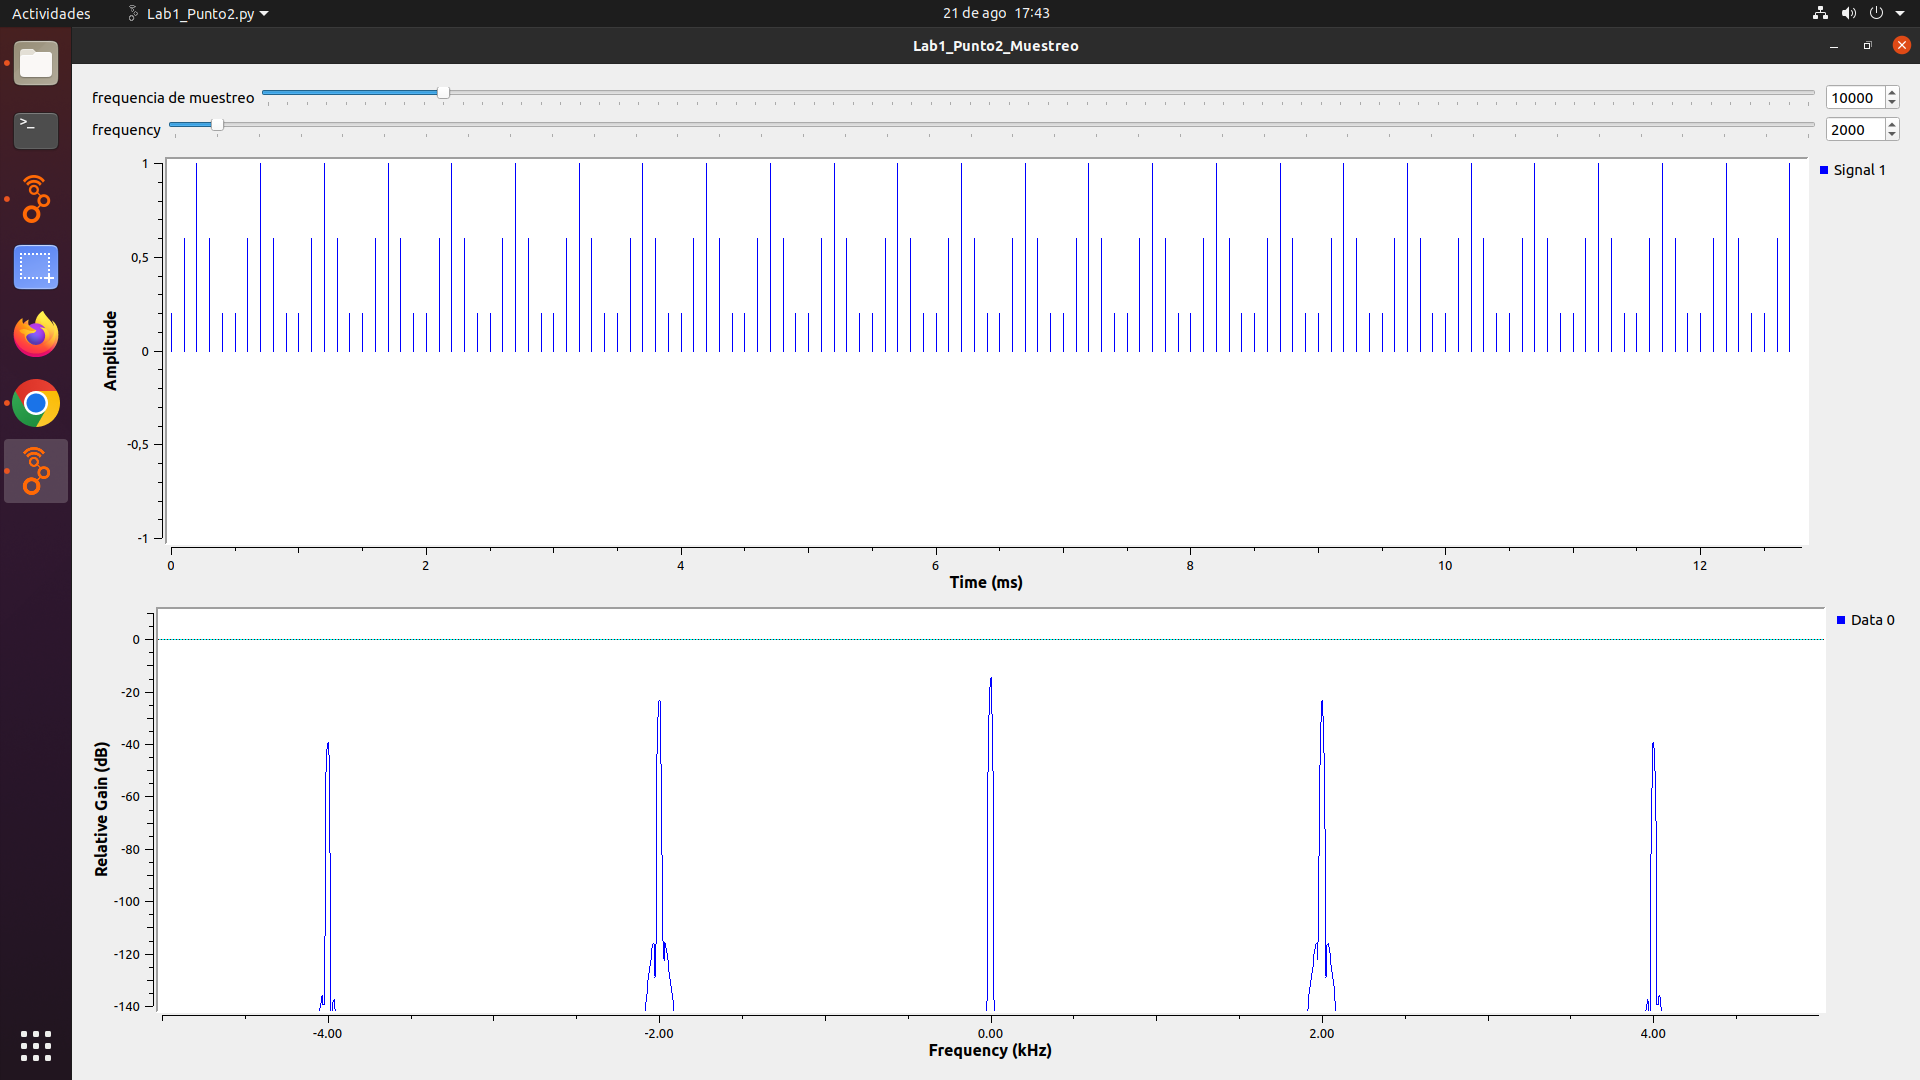 Actividades Lab1_Punto2.py 21 de ago 17:43
Lab1_Punto2_Muestreo
frequencia de muestreo 10000
frequency 2000
Signal 1
1
0,5
0
-0,5
-1
Amplitude
0 2 4 6 8 10 12
Time (ms)
Data 0
0
-20
-40
-60
-80
-100
-120
-140
Relative Gain (dB)
-4.00 -2.00 0.00 2.00 4.00
Frequency (kHz)